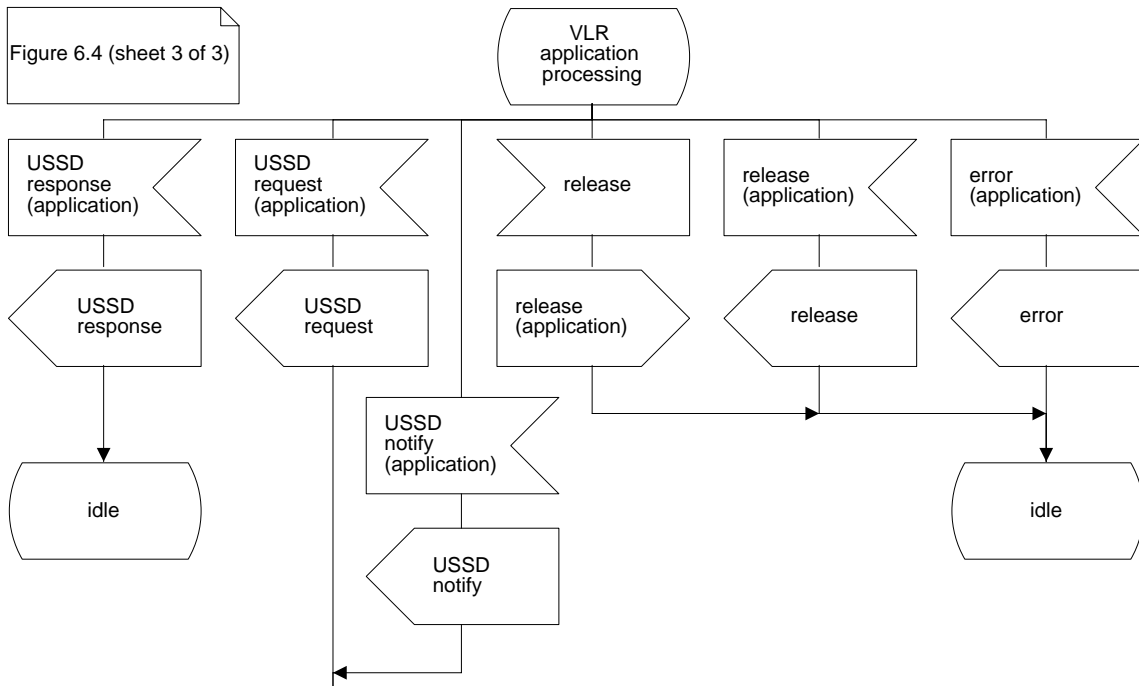 Figure 6.4 (sheet 3 of 3)
VLR
application
processing
USSD
response
(application)
USSD
request
(application)
release
release
(application)
error
(application)
USSD
response
USSD
request
release
(application)
release
error
USSD
notify
(application)
idle
idle
USSD
notify